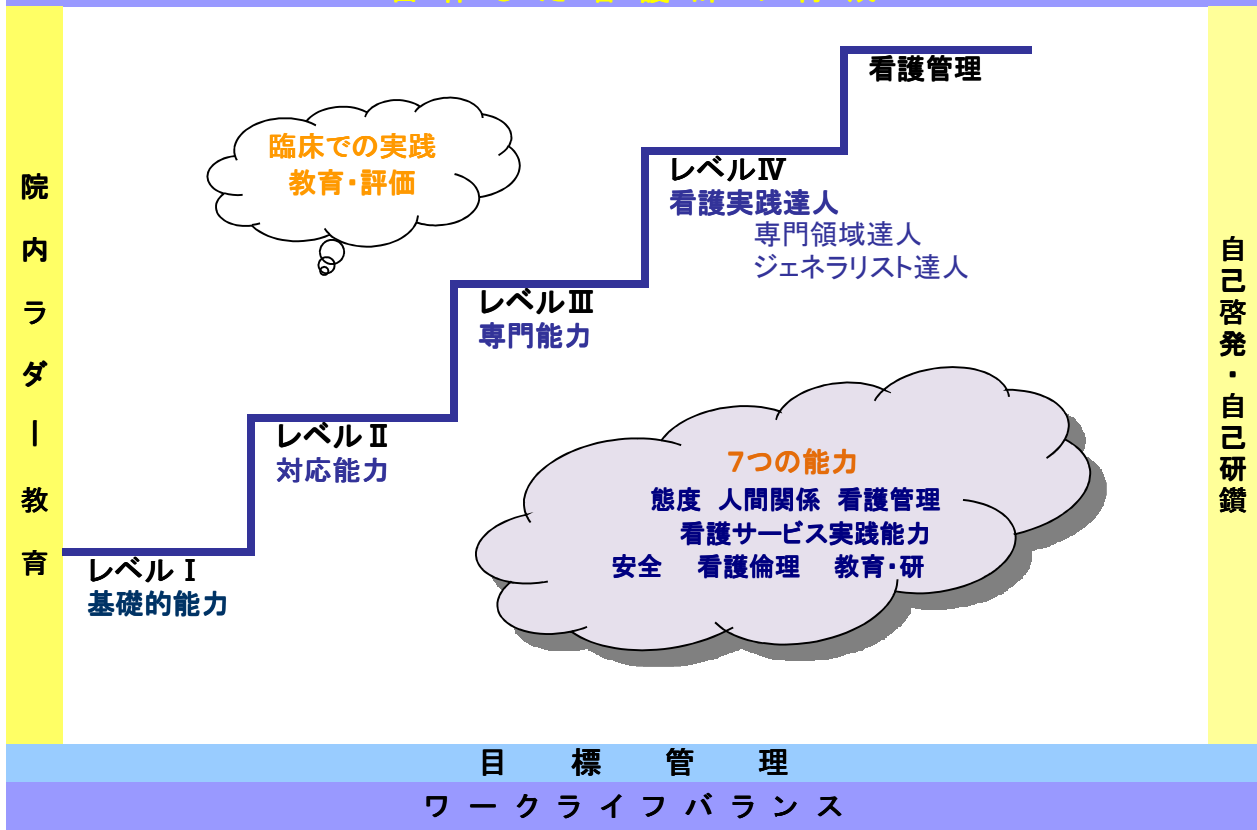 院内ラダー教育
看護管理
臨床での実践
教育・評価
レベルⅣ
看護実践達人
専門領域達人
ジェネラリスト達人
レベルⅢ
専門能力
自己啓発・自己研鑽
レベルⅡ
対応能力
7つの能力
態度 人間関係 看護管理
看護サービス実践能力
安全 看護倫理 教育・研
レベルⅠ
基礎的能力
目標管理
ワークライフバランス